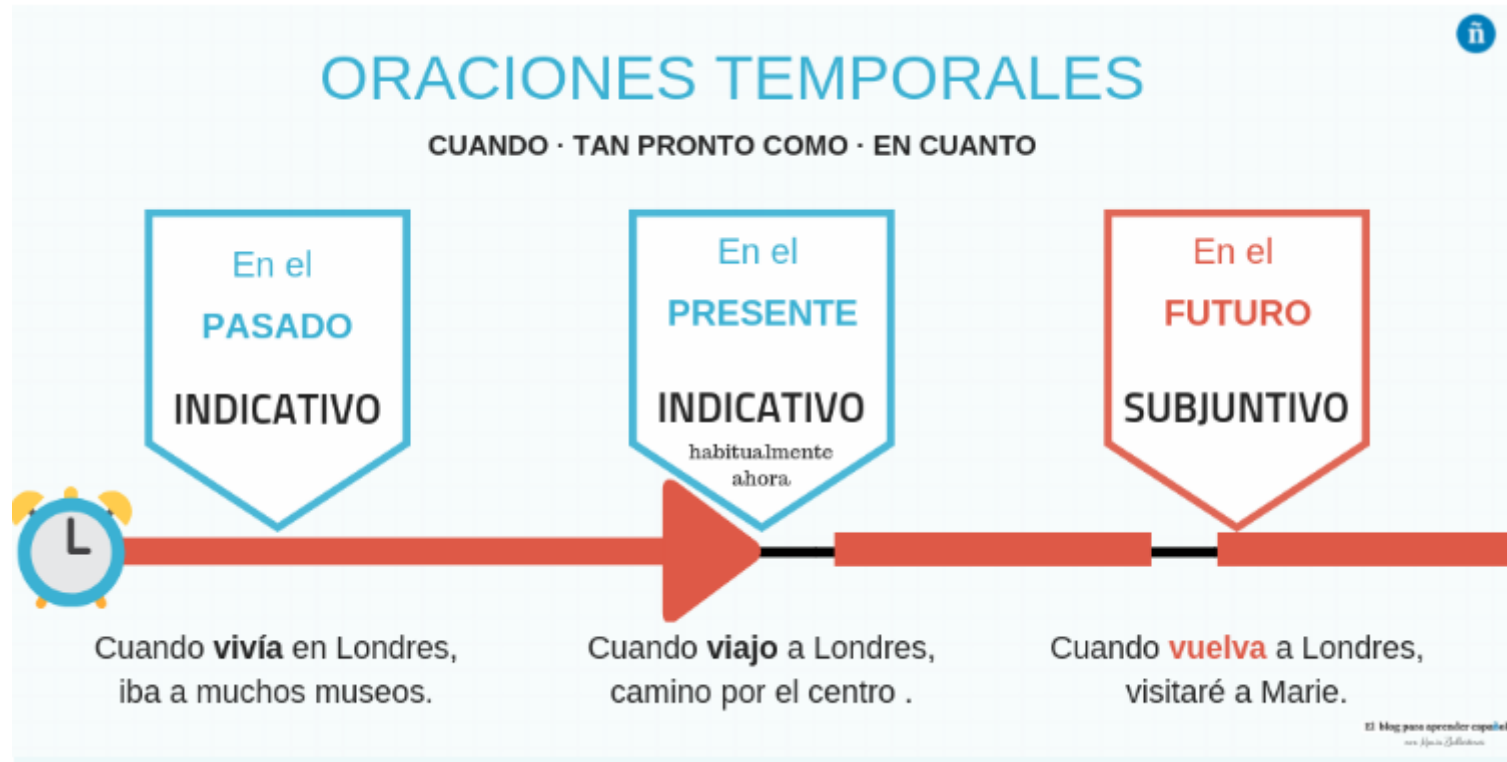 ñ
ORACIONES TEMPORALES
CUANDO · TAN PRONTO COMO · EN CUANTO
En el
PASADO
INDICATIVO
En el
PRESENTE
INDICATIVO
habitualmente
ahora
En el
FUTURO
SUBJUNTIVO
Cuando vivía en Londres,
iba a muchos museos.
Cuando viajo a Londres,
camino por el centro .
Cuando vuelva a Londres,
visitaré a Marie.
El blog para aprender español
con